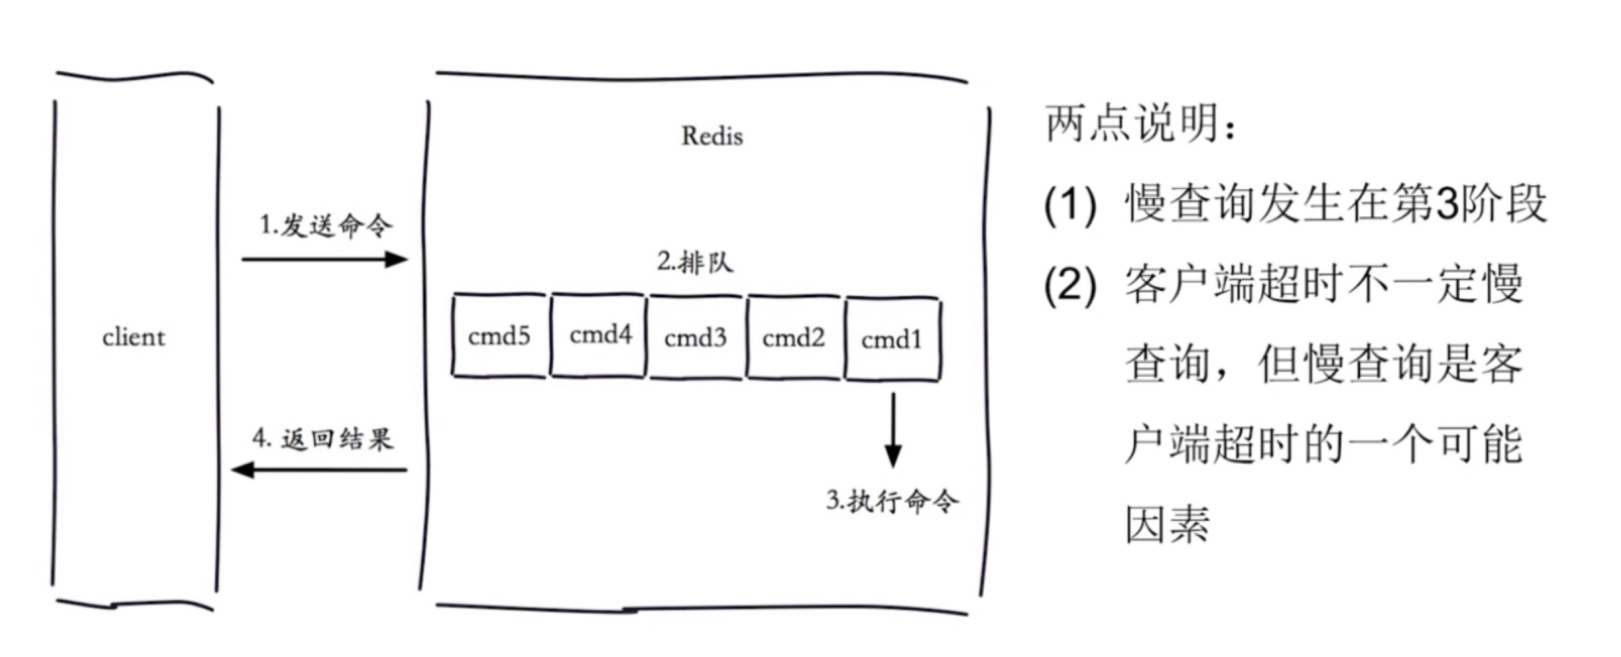 Redis
1.发送命令
2.排队
client
cmd5 cmd4 cmd3 cmd2 cmd1
4. 返回结果
3.执行命令
两点说明：
(1) 慢查询发生在第3阶段
(2) 客户端超时不一定慢
查询，但慢查询是客
户端超时的一个可能
因素